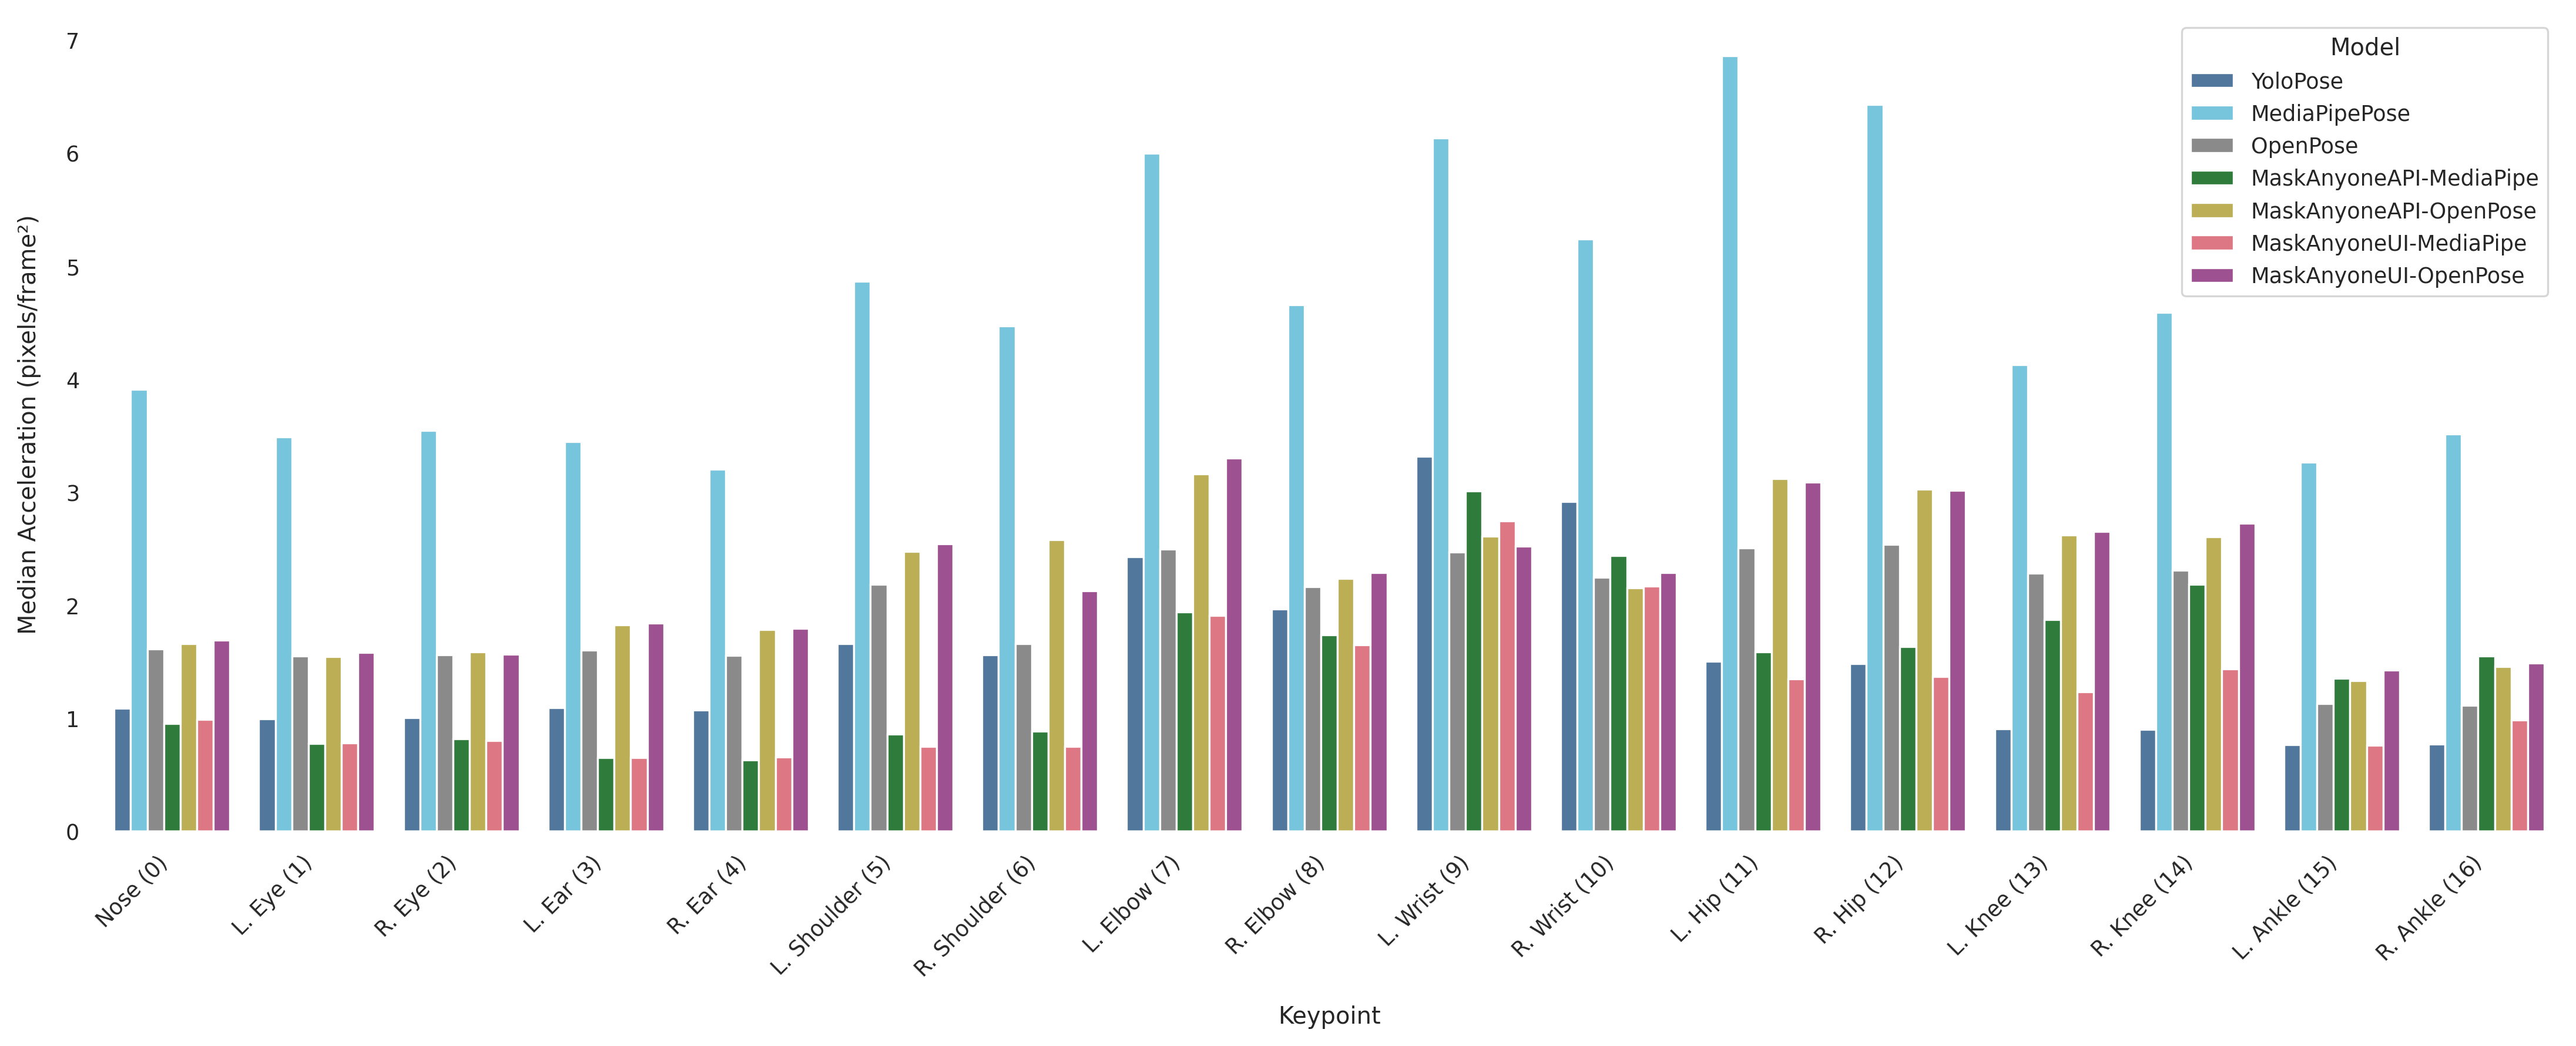 7
6
5
4
3
2
1
0
Median Acceleration (pixels/frame²)
Model
YoloPose
MediaPipePose
OpenPose
MaskAnyoneAPI-MediaPipe
MaskAnyoneAPI-OpenPose
MaskAnyoneUI-MediaPipe
MaskAnyoneUI-OpenPose
Nose (0)
L. Eye (1)
R. Eye (2)
L. Ear (3)
R. Ear (4)
L. Shoulder (5)
R. Shoulder (6)
L. Elbow (7)
R. Elbow (8)
L. Wrist (9)
R. Wrist (10)
L. Hip (11)
R. Hip (12)
L. Knee (13)
R. Knee (14)
L. Ankle (15)
R. Ankle (16)
Keypoint